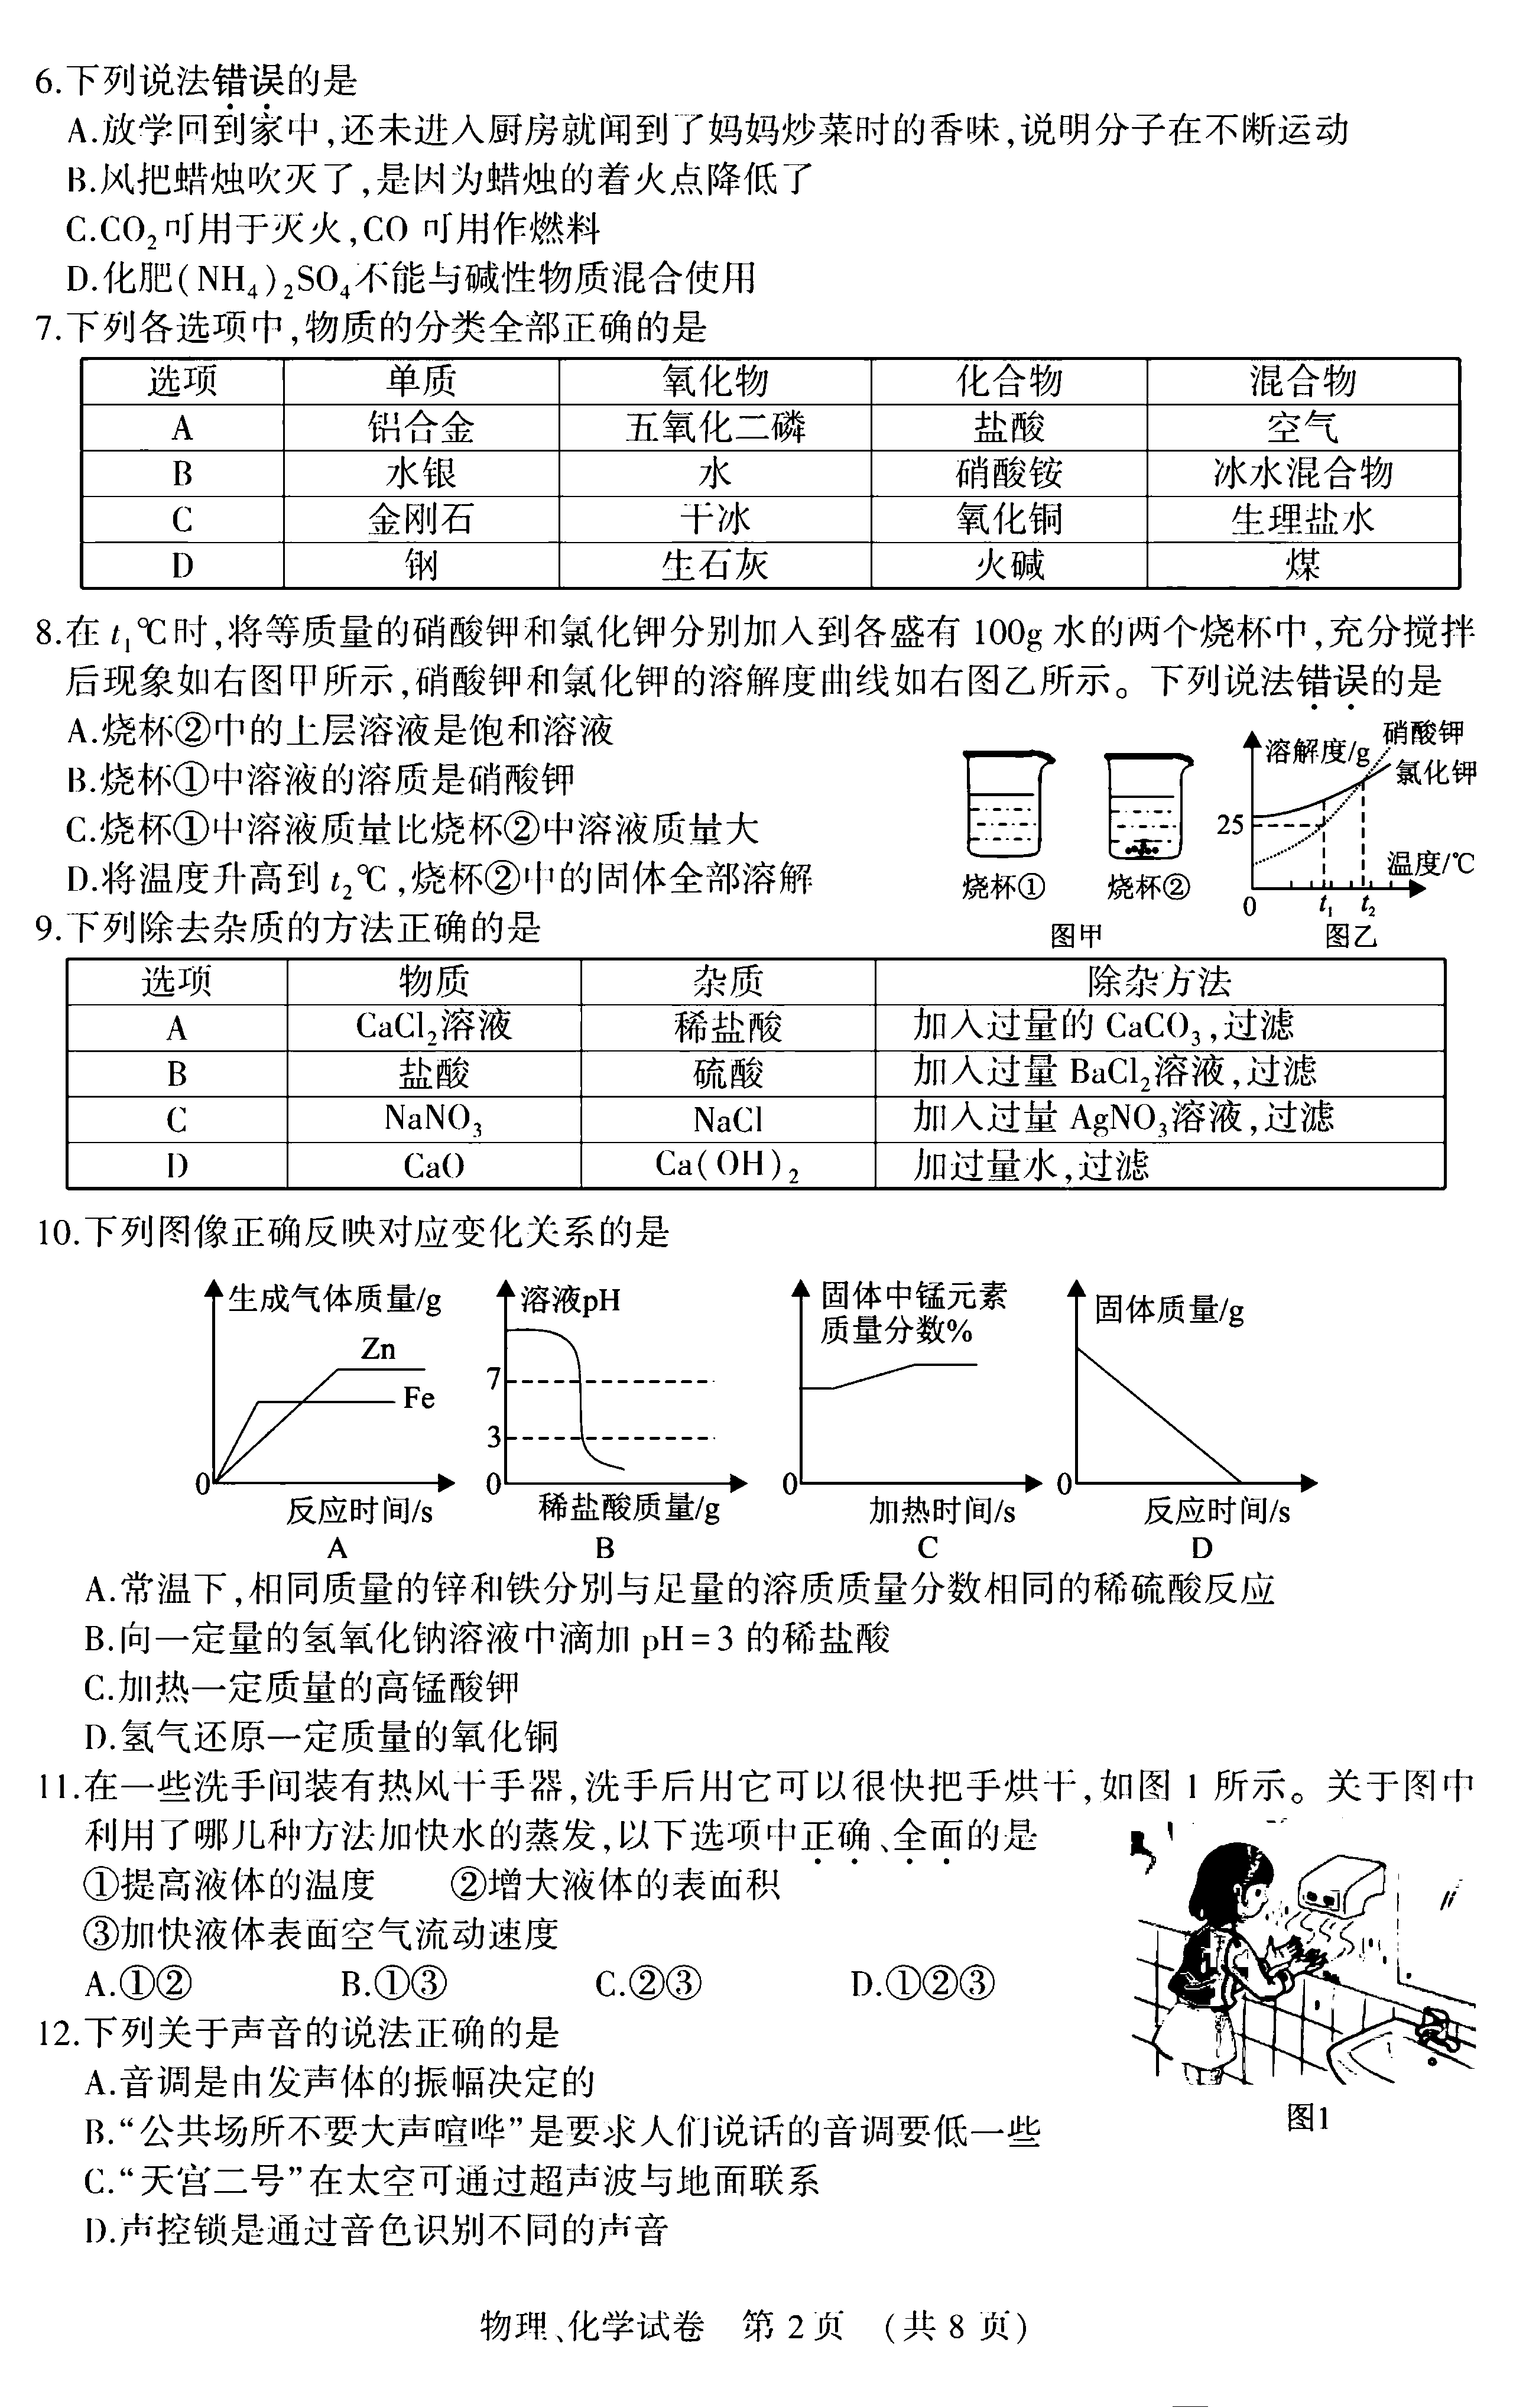 6.下列说法错误的是
A.放学回到家中,还未进入厨房就闻到了妈妈炒菜时的香味,说明分子在不断运动
B.风把蜡烛吹灭了,是因为蜡烛的着火点降低了
C.CO₂可用于灭火,CO 可用作燃料
D.化肥(NH₄)₂SO₄不能与碱性物质混合使用
7.下列各选项中,物质的分类全部正确的是
选项 单质 氧化物 化合物 混合物
A 铝合金 五氧化二磷 盐酸 空气
B 水银 水 硝酸铵 冰水混合物
C 金刚石 干冰 氧化铜 生理盐水
D 钢 生石灰 火碱 煤
8.在 t₁℃时,将等质量的硝酸钾和氯化钾分别加入到各盛有 100g 水的两个烧杯中,充分搅拌
后现象如右图甲所示,硝酸钾和氯化钾的溶解度曲线如右图乙所示。下列说法错误的是
A.烧杯②中的上层溶液是饱和溶液
B.烧杯①中溶液的溶质是硝酸钾
C.烧杯①中溶液质量比烧杯②中溶液质量大
D.将温度升高到 t₂℃,烧杯②中的固体全部溶解
烧杯① 烧杯②
图甲
溶解度/g
硝酸钾
氯化钾
25
温度/℃
0 t₁ t₂
图乙
9.下列除去杂质的方法正确的是
选项 物质 杂质 除杂方法
A CaCl₂溶液 稀盐酸 加入过量的 CaCO₃,过滤
B 盐酸 硫酸 加入过量 BaCl₂溶液,过滤
C NaNO₃ NaCl 加入过量 AgNO₃溶液,过滤
D CaO Ca(OH)₂ 加过量水,过滤
10.下列图像正确反映对应变化关系的是
生成气体质量/g
Zn
Fe
0
反应时间/s
A
溶液pH
7
3
0
稀盐酸质量/g
B
固体中锰元素
质量分数%
0
加热时间/s
C
固体质量/g
0
反应时间/s
D
A.常温下,相同质量的锌和铁分别与足量的溶质质量分数相同的稀硫酸反应
B.向一定量的氢氧化钠溶液中滴加 pH=3 的稀盐酸
C.加热一定质量的高锰酸钾
D.氢气还原一定质量的氧化铜
11.在一些洗手间装有热风干手器,洗手后用它可以很快把手烘干,如图 1 所示。关于图中
利用了哪几种方法加快水的蒸发,以下选项中正确、全面的是
①提高液体的温度 ②增大液体的表面积
③加快液体表面空气流动速度
A.①② B.①③ C.②③ D.①②③
图1
12.下列关于声音的说法正确的是
A.音调是由发声体的振幅决定的
B.“公共场所不要大声喧哗”是要求人们说话的音调要低一些
C.“天宫二号”在太空可通过超声波与地面联系
D.声控锁是通过音色识别不同的声音
物理、化学试卷 第 2 页 (共 8 页)